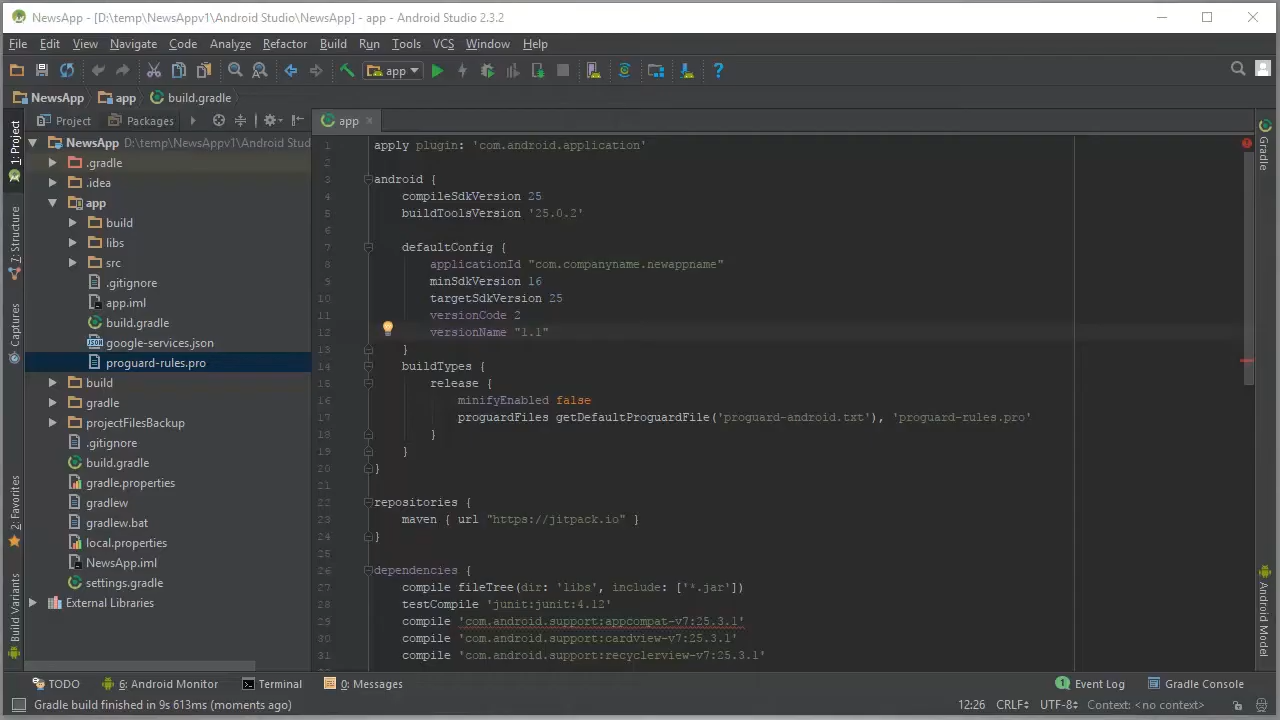 NewsApp - [D:\temp\NewsAppv1\Android Studio\NewsApp] - app - Android Studio 2.3.2
File Edit View Navigate Code Analyze Refactor Build Run Tools VCS Window Help
app
NewsApp app build.gradle
1: Project
7: Structure
Captures
2: Favorites
Build Variants
Project Packages
NewsApp D:\temp\NewsAppv1\Android Stud
.gradle
.idea
app
build
libs
src
.gitignore
app.iml
build.gradle
google-services.json
proguard-rules.pro
build
gradle
projectFilesBackup
.gitignore
build.gradle
gradle.properties
gradlew
gradlew.bat
local.properties
NewsApp.iml
settings.gradle
External Libraries
app
1 apply plugin: 'com.android.application'
2
3 android {
4 compileSdkVersion 25
5 buildToolsVersion '25.0.2'
6
7 defaultConfig {
8 applicationId "com.companyname.newappname"
9 minSdkVersion 16
10 targetSdkVersion 25
11 versionCode 2
12 versionName "1.1"
13 }
14 buildTypes {
15 release {
16 minifyEnabled false
17 proguardFiles getDefaultProguardFile('proguard-android.txt'), 'proguard-rules.pro'
18 }
19 }
20 }
21
22 repositories {
23 maven { url "https://jitpack.io" }
24 }
25
26 dependencies {
27 compile fileTree(dir: 'libs', include: ['*.jar'])
28 testCompile 'junit:junit:4.12'
29 compile 'com.android.support:appcompat-v7:25.3.1'
30 compile 'com.android.support:cardview-v7:25.3.1'
31 compile 'com.android.support:recyclerview-v7:25.3.1'
Gradle
Android Model
TODO 6: Android Monitor Terminal 0: Messages 1 Event Log Gradle Console
Gradle build finished in 9s 613ms (moments ago) 12:26 CRLF UTF-8 Context: <no context>